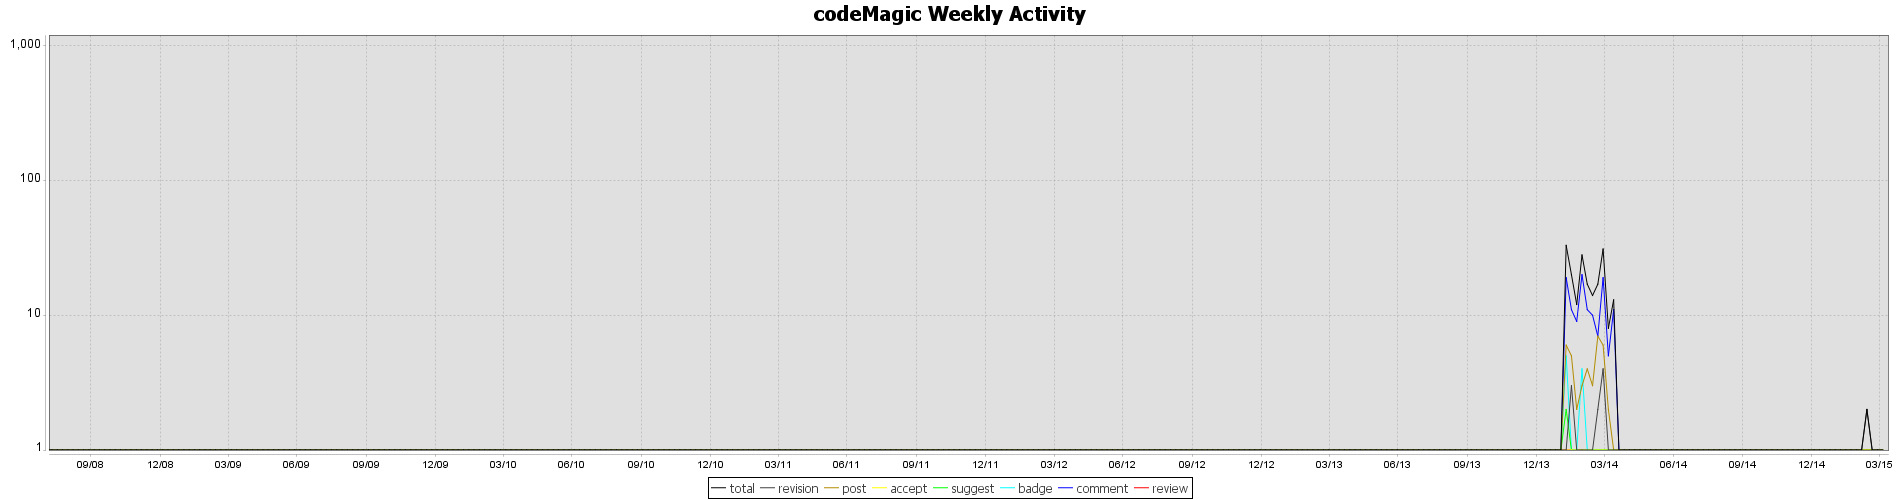 codeMagic Weekly Activity
1,000
100
10
1
09/08 12/08 03/09 06/09 09/09 12/09 03/10 06/10 09/10 12/10 03/11 06/11 09/11 12/11 03/12 06/12 09/12 12/12 03/13 06/13 09/13 12/13 03/14 06/14 09/14 12/14 03/15
total revision post accept suggest badge comment review